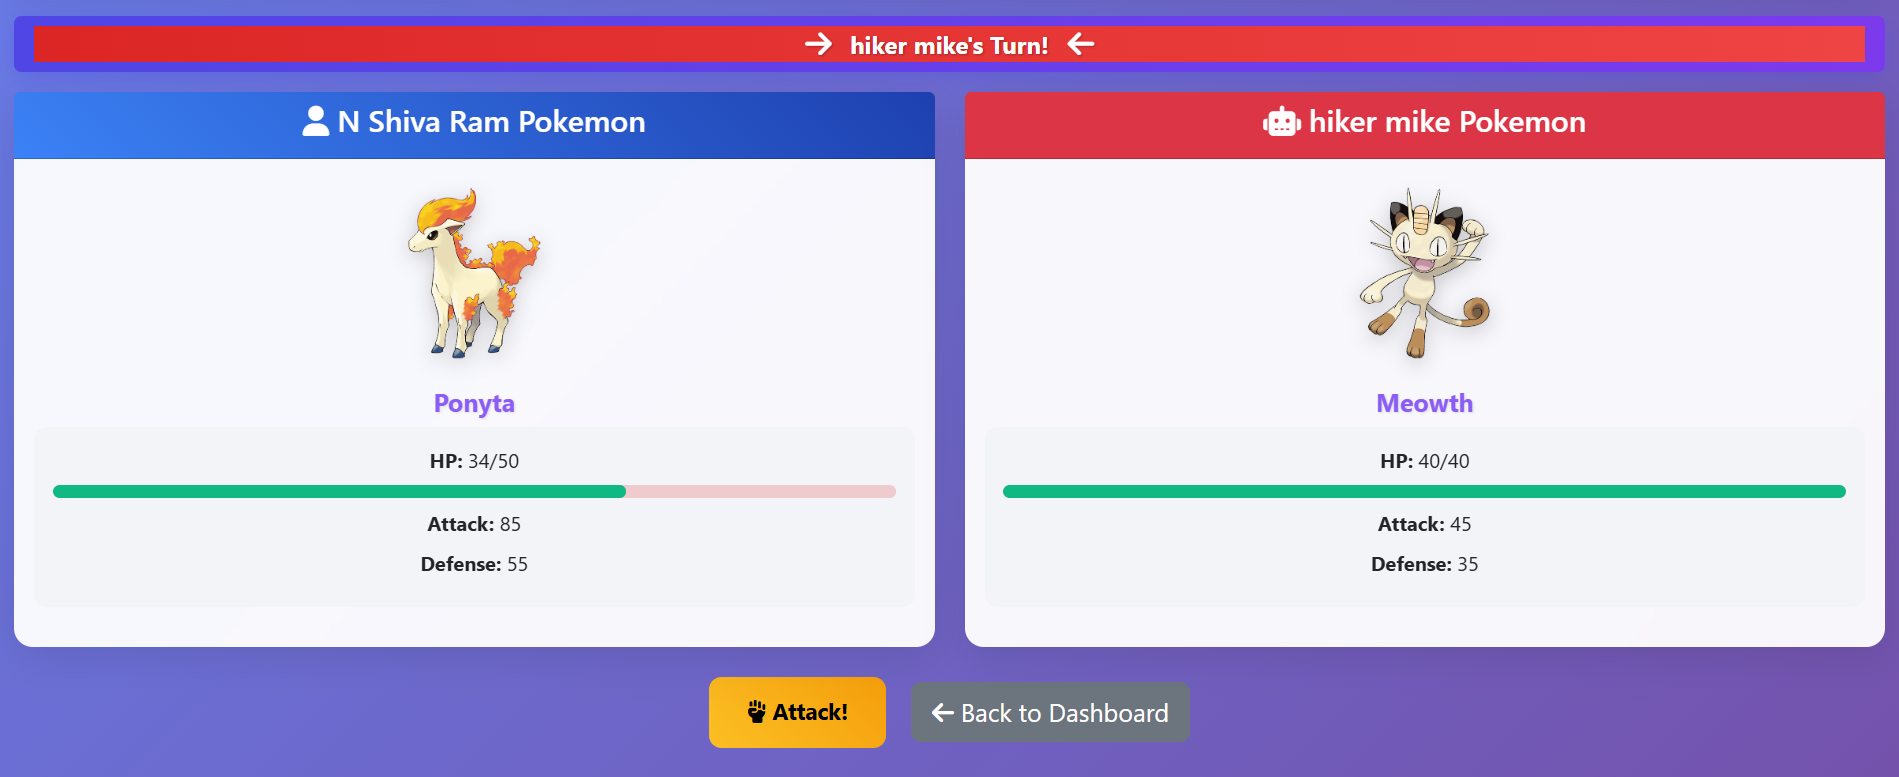 hiker mike's Turn!
N Shiva Ram Pokemon
Ponyta
HP: 34/50
Attack: 85
Defense: 55
hiker mike Pokemon
Meowth
HP: 40/40
Attack: 45
Defense: 35
Attack!
Back to Dashboard